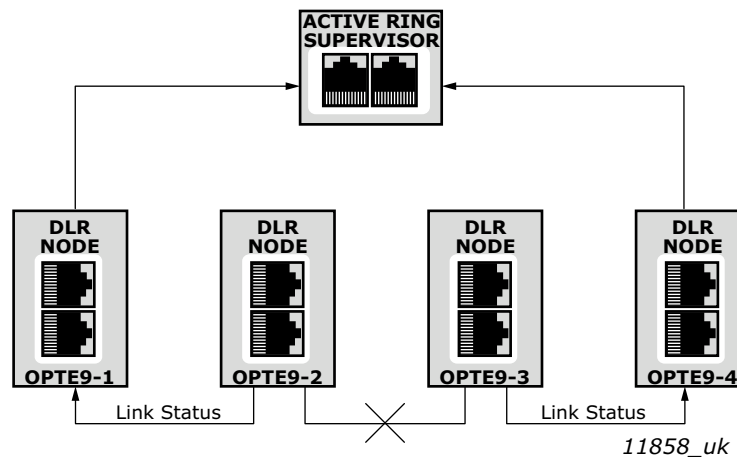 ACTIVE RING
SUPERVISOR
DLR
NODE
OPTE9-1
DLR
NODE
OPTE9-2
DLR
NODE
OPTE9-3
DLR
NODE
OPTE9-4
Link Status
Link Status
11858_uk